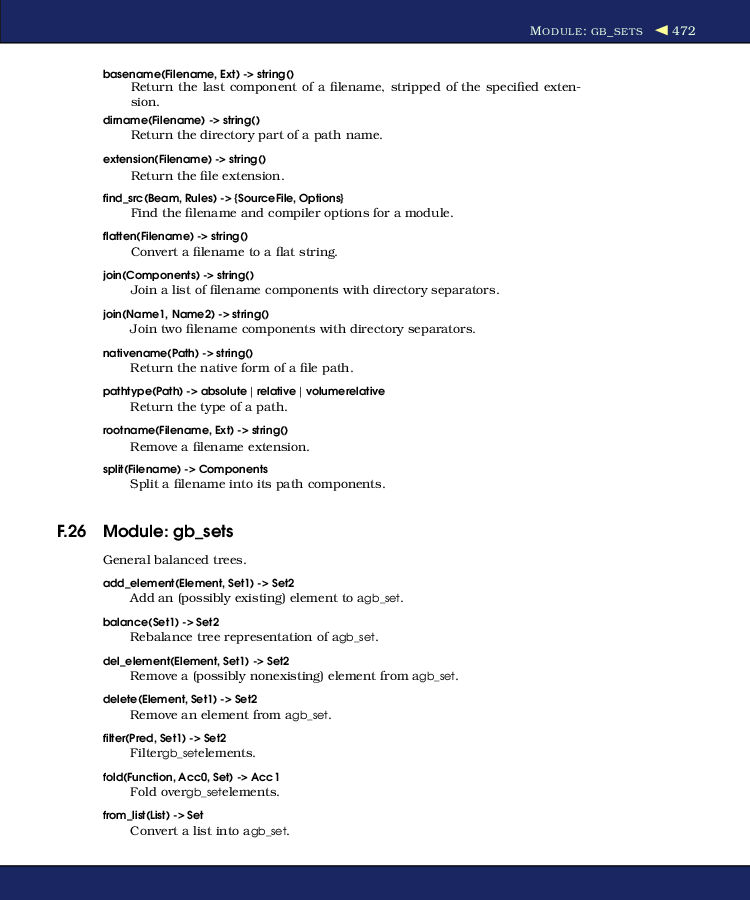 MODULE: GB_SETS ◀ 472
basename(Filename, Ext) -> string()
Return the last component of a filename, stripped of the specified exten-
sion.
dirname(Filename) -> string()
Return the directory part of a path name.
extension(Filename) -> string()
Return the file extension.
find_src(Beam, Rules) -> {SourceFile, Options}
Find the filename and compiler options for a module.
flatten(Filename) -> string()
Convert a filename to a flat string.
join(Components) -> string()
Join a list of filename components with directory separators.
join(Name1, Name2) -> string()
Join two filename components with directory separators.
nativename(Path) -> string()
Return the native form of a file path.
pathtype(Path) -> absolute | relative | volumerelative
Return the type of a path.
rootname(Filename, Ext) -> string()
Remove a filename extension.
split(Filename) -> Components
Split a filename into its path components.
F.26 Module: gb_sets
General balanced trees.
add_element(Element, Set1) -> Set2
Add an (possibly existing) element to agb_set.
balance(Set1) -> Set2
Rebalance tree representation of agb_set.
del_element(Element, Set1) -> Set2
Remove a (possibly nonexisting) element from agb_set.
delete(Element, Set1) -> Set2
Remove an element from agb_set.
filter(Pred, Set1) -> Set2
Filtergb_setelements.
fold(Function, Acc0, Set) -> Acc1
Fold overgb_setelements.
from_list(List) -> Set
Convert a list into agb_set.